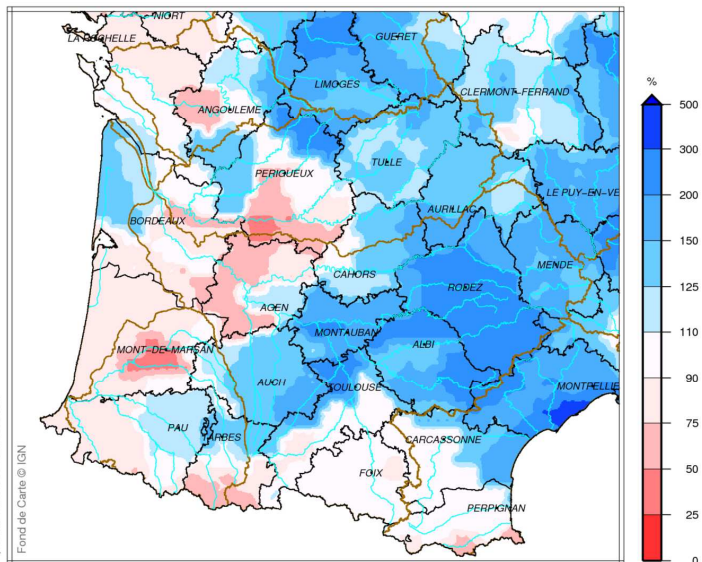 NIORT
LA ROCHELLE
GUERET
%
LIMOGES
CLERMONT-FERRAND
500
ANGOULEME
300
TULLE
PERIGUEUX
LE PUY-EN-VE
200
AURILLAC
BORDEAUX
150
CAHORS
MENDE
RODEZ
125
AGEN
MONTAUBAN
110
ALBI
MONT-DE-MARSAN
90
AUCH
TOULOUSE
MONTPELLIE
75
PAU
TARBES
CARCASSONNE
50
FOIX
25
PERPIGNAN
0
Fond de Carte © IGN